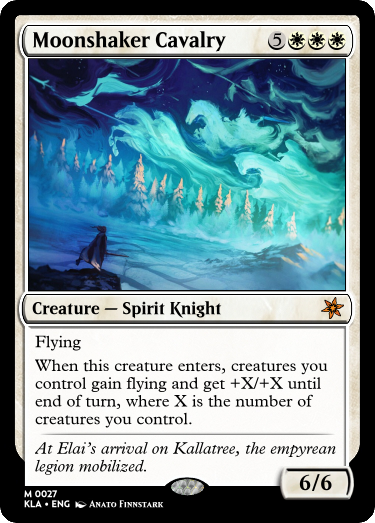 Moonshaker Cavalry 5
Creature — Spirit Knight
Flying
When this creature enters, creatures you
control gain flying and get +X/+X until
end of turn, where X is the number of
creatures you control.
At Elai's arrival on Kallatree, the empyrean
legion mobilized.
6/6
M 0027
KLA • ENG Anato Finnstark